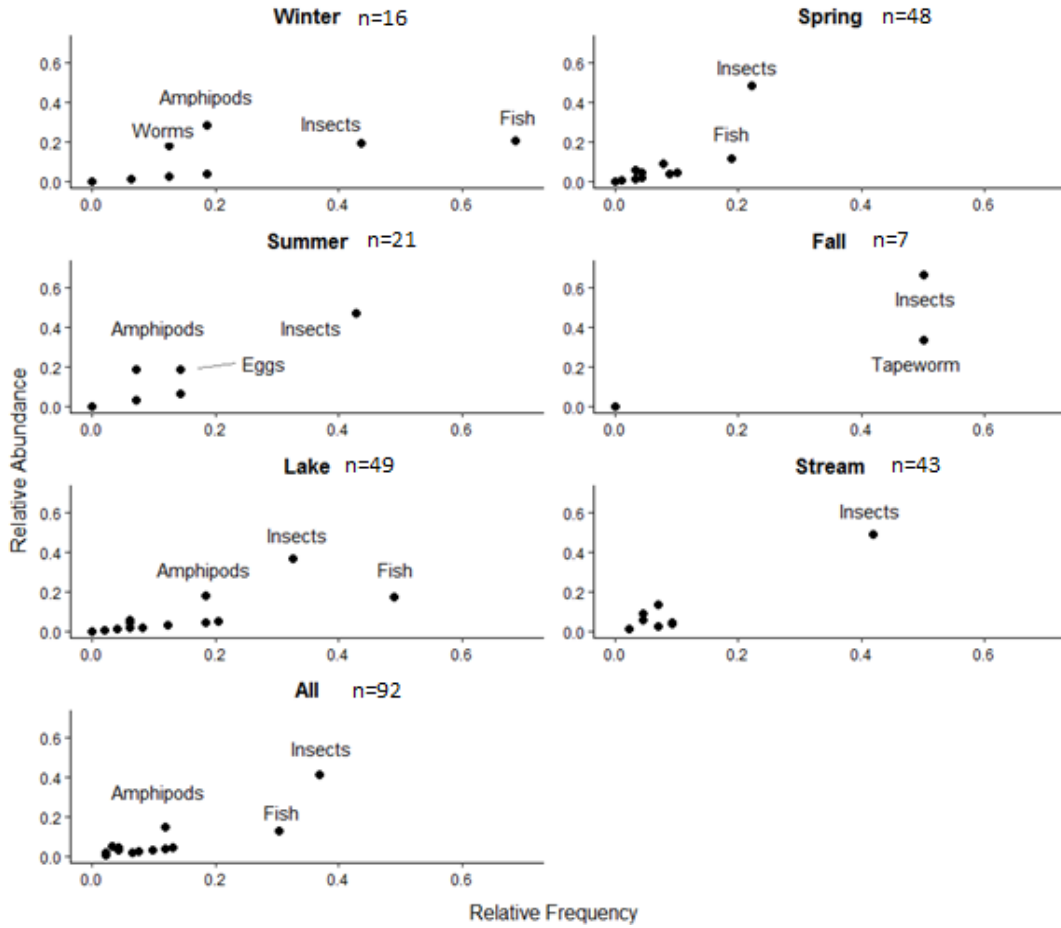 Winter n=16
0.6
0.4
0.2
0.0
Amphipods
Worms
Insects
Fish
0.0 0.2 0.4 0.6
Spring n=48
0.6
0.4
0.2
0.0
Insects
Fish
0.0 0.2 0.4 0.6
Summer n=21
0.6
0.4
0.2
0.0
Amphipods
Insects
Eggs
0.0 0.2 0.4 0.6
Fall n=7
0.6
0.4
0.2
0.0
Insects
Tapeworm
0.0 0.2 0.4 0.6
Relative Abundance
Lake n=49
0.6
0.4
0.2
0.0
Insects
Amphipods
Fish
0.0 0.2 0.4 0.6
Stream n=43
0.6
0.4
0.2
0.0
Insects
0.0 0.2 0.4 0.6
All n=92
0.6
0.4
0.2
0.0
Insects
Amphipods
Fish
0.0 0.2 0.4 0.6
Relative Frequency